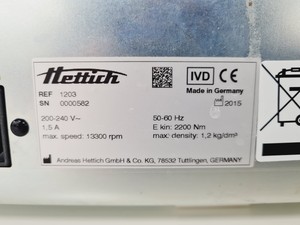 Hettich
IVD CE
REF 1203
SN 0000582
Made in Germany
2015
200-240 V~
50-60 Hz
1.5 A
E kin: 2200 Nm
max. speed: 13300 rpm
max. density: 1,2 kg/dm³
Andreas Hettich GmbH & Co. KG, 78532 Tuttlingen, GERMANY